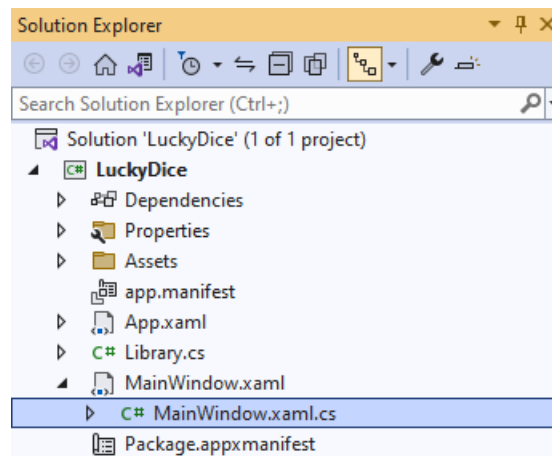 Solution Explorer
Search Solution Explorer (Ctrl+;)
Solution 'LuckyDice' (1 of 1 project)
C# LuckyDice
Dependencies
Properties
Assets
app.manifest
App.xaml
C# Library.cs
MainWindow.xaml
C# MainWindow.xaml.cs
Package.appxmanifest